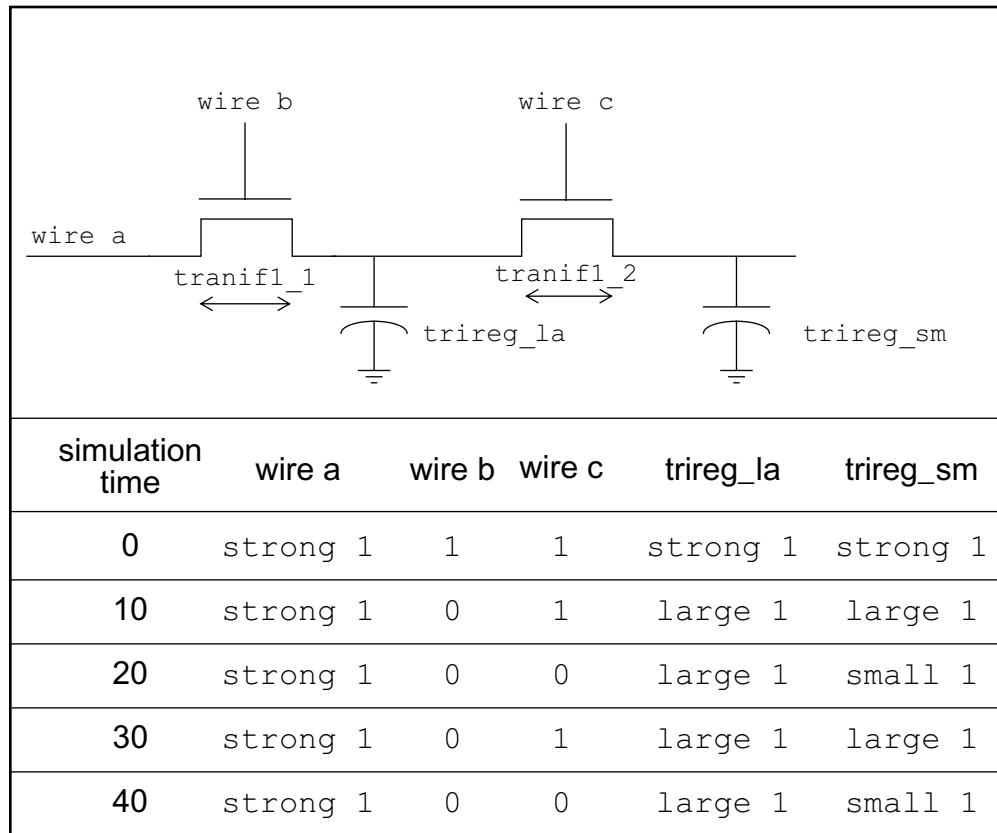 wire b wire c
wire a
tranif1_1 tranif1_2
trireg_la trireg_sm
simulation time wire a wire b wire c trireg_la trireg_sm
0 strong 1 1 1 strong 1 strong 1
10 strong 1 0 1 large 1 large 1
20 strong 1 0 0 large 1 small 1
30 strong 1 0 1 large 1 large 1
40 strong 1 0 0 large 1 small 1